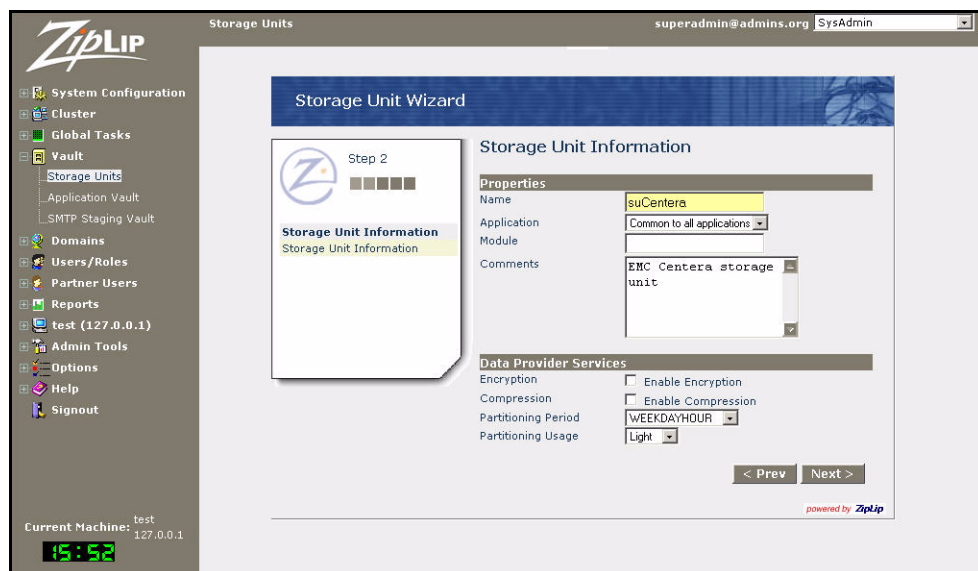 ZipLip
Storage Units
superadmin@admins.org SysAdmin
System Configuration
Cluster
Global Tasks
Vault
Storage Units
Application Vault
SMTP Staging Vault
Domains
Users/Roles
Partner Users
Reports
test (127.0.0.1)
Admin Tools
Options
Help
Signout
Current Machine: test
127.0.0.1
15:52
Storage Unit Wizard
Step 2
Storage Unit Information
Storage Unit Information
Storage Unit Information
Properties
Name suCentera
Application Common to all applications
Module
Comments EMC Centera storage
unit
Data Provider Services
Encryption Enable Encryption
Compression Enable Compression
Partitioning Period WEEKDAYHOUR
Partitioning Usage Light
< Prev Next >
powered by ZipLip